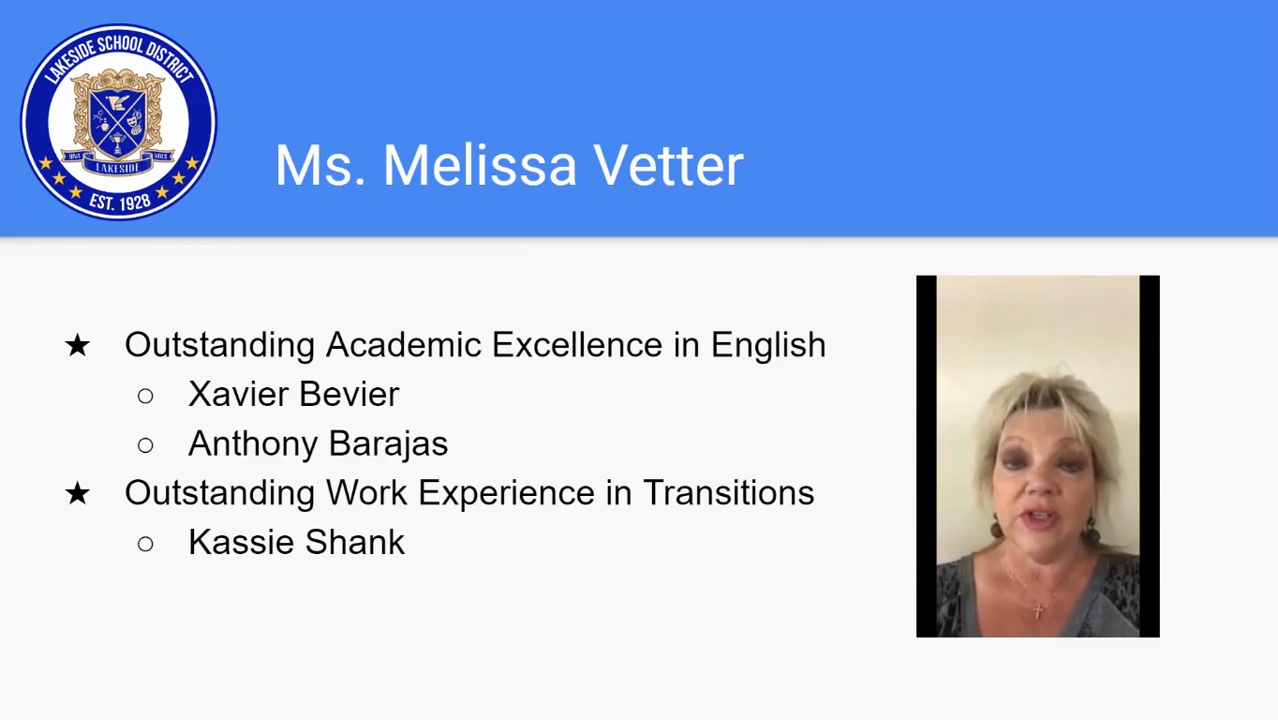 LAKESIDE SCHOOL DISTRICT
LAKESIDE
EST. 1928
Ms. Melissa Vetter
★ Outstanding Academic Excellence in English
○ Xavier Bevier
○ Anthony Barajas
★ Outstanding Work Experience in Transitions
○ Kassie Shank